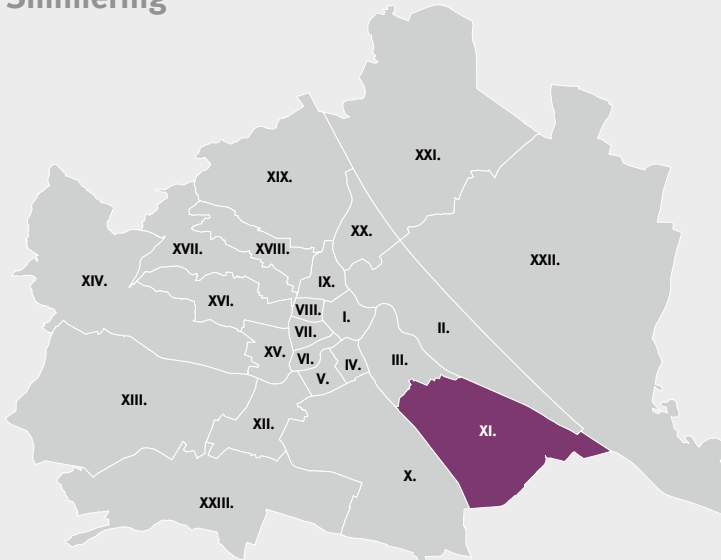 Simmering
XXI.
XIX.
XX.
XVII.
XVIII.
XXII.
XIV.
IX.
XVI.
VIII.
I.
II.
VII.
XV.
VI.
IV.
III.
V.
XIII.
XII.
XI.
X.
XXIII.